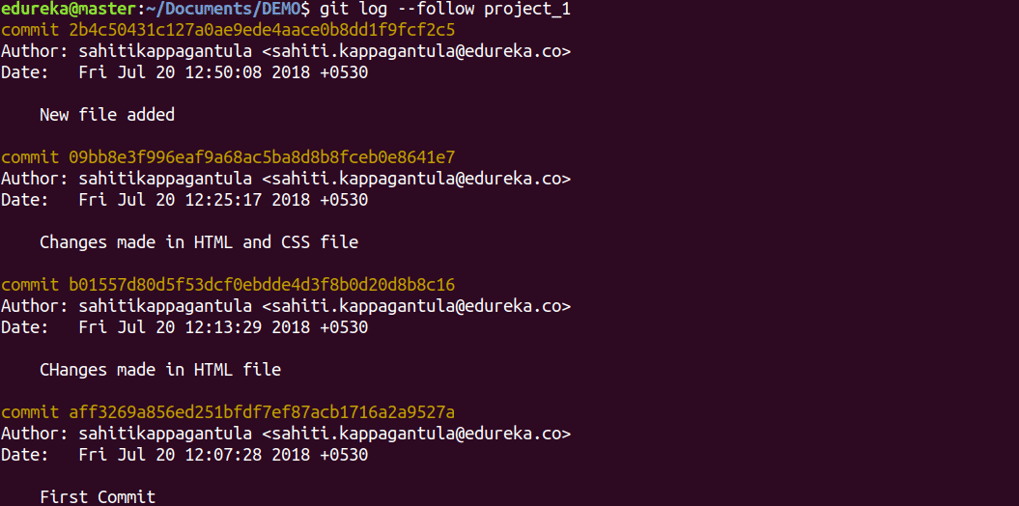 edureka@master:~/Documents/DEMO$ git log --follow project_1
commit 2b4c50431c127a0ae9ede4aace0b8dd1f9fcf2c5
Author: sahitikappagantula <sahiti.kappagantula@edureka.co>
Date:   Fri Jul 20 12:50:08 2018 +0530
New file added
commit 09bb8e3f996eaf9a68ac5ba8d8b8fceb0e8641e7
Author: sahitikappagantula <sahiti.kappagantula@edureka.co>
Date:   Fri Jul 20 12:25:17 2018 +0530
Changes made in HTML and CSS file
commit b01557d80d5f53dcf0ebdde4d3f8b0d20d8b8c16
Author: sahitikappagantula <sahiti.kappagantula@edureka.co>
Date:   Fri Jul 20 12:13:29 2018 +0530
CHanges made in HTML file
commit aff3269a856ed251bfdf7ef87acb1716a2a9527a
Author: sahitikappagantula <sahiti.kappagantula@edureka.co>
Date:   Fri Jul 20 12:07:28 2018 +0530
First Commit